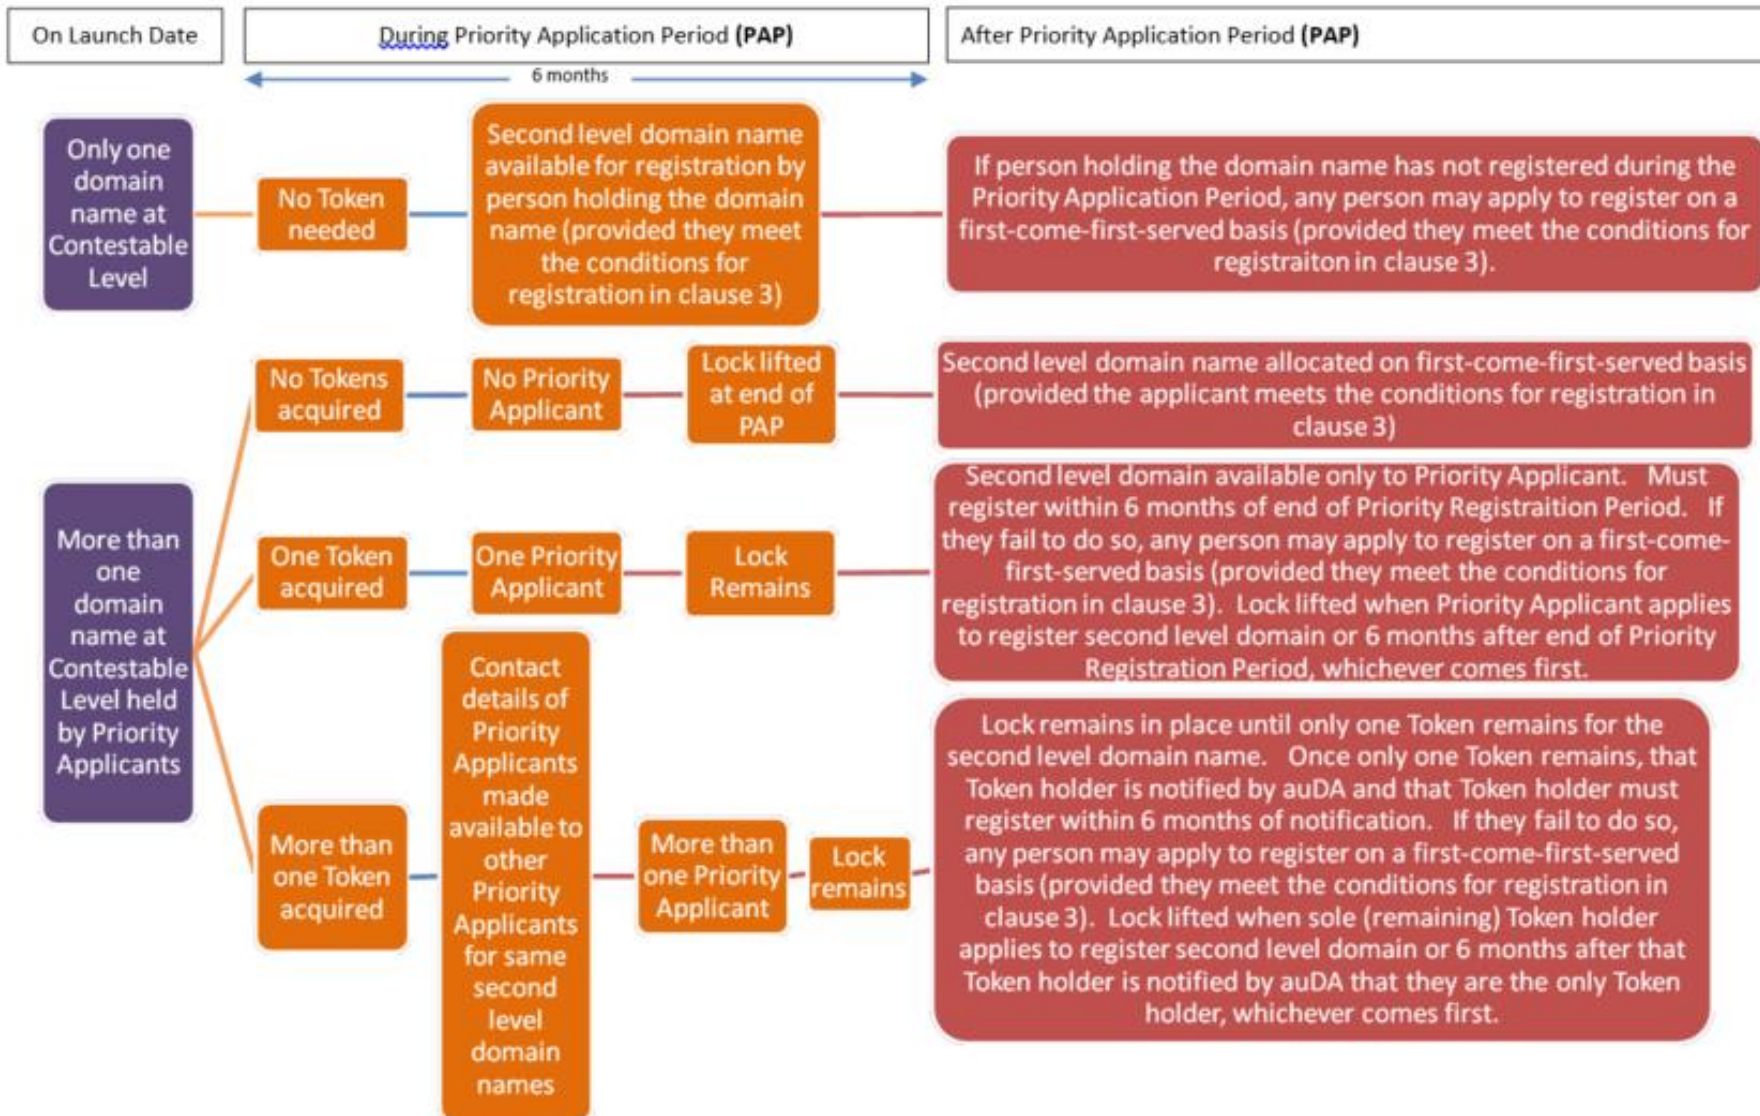 On Launch Date
During Priority Application Period (PAP)
After Priority Application Period (PAP)
6 months
Only one
domain
name at
Contestable
Level
No Token
needed
Second level domain name
available for registration by
person holding the domain
name (provided they meet
the conditions for
registration in clause 3)
If person holding the domain name has not registered during the
Priority Application Period, any person may apply to register on a
first-come-first-served basis (provided they meet the conditions for
registraiton in clause 3).
More than
one
domain
name at
Contestable
Level held
by Priority
Applicants
No Tokens
acquired
No Priority
Applicant
Lock lifted
at end of
PAP
Second level domain name allocated on first-come-first-served basis
(provided the applicant meets the conditions for registration in
clause 3)
One Token
acquired
One Priority
Applicant
Lock
Remains
Second level domain available only to Priority Applicant. Must
register within 6 months of end of Priority Registraition Period. If
they fail to do so, any person may apply to register on a first-come-
first-served basis (provided they meet the conditions for
registration in clause 3). Lock lifted when Priority Applicant applies
to register second level domain or 6 months after end of Priority
Registration Period, whichever comes first.
More than
one Token
acquired
Contact
details of
Priority
Applicants
made
available to
other
Priority
Applicants
for same
second
level
domain
names
More than
one Priority
Applicant
Lock
remains
Lock remains in place until only one Token remains for the
second level domain name. Once only one Token remains, that
Token holder is notified by auDA and that Token holder must
register within 6 months of notification. If they fail to do so,
any person may apply to register on a first-come-first-served
basis (provided they meet the conditions for registration in
clause 3). Lock lifted when sole (remaining) Token holder
applies to register second level domain or 6 months after that
Token holder is notified by auDA that they are the only Token
holder, whichever comes first.